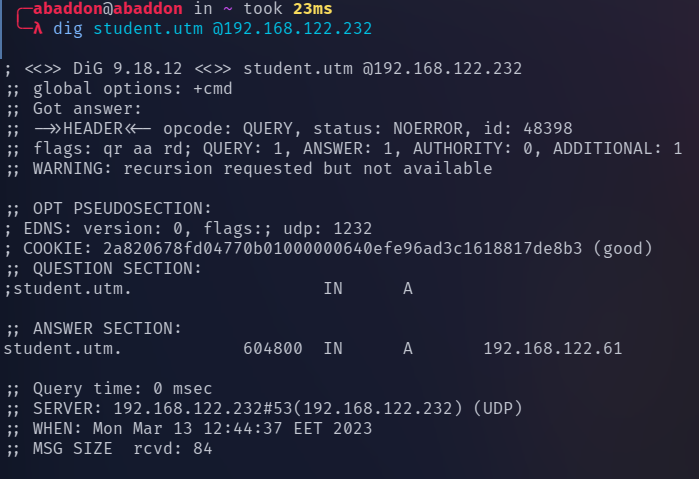 ╭─abaddon@abaddon in ~ took 23ms
╰─λ dig student.utm @192.168.122.232

; <<>> DiG 9.18.12 <<>> student.utm @192.168.122.232
;; global options: +cmd
;; Got answer:
;; ->>HEADER<<- opcode: QUERY, status: NOERROR, id: 48398
;; flags: qr aa rd; QUERY: 1, ANSWER: 1, AUTHORITY: 0, ADDITIONAL: 1
;; WARNING: recursion requested but not available

;; OPT PSEUDOSECTION:
; EDNS: version: 0, flags:; udp: 1232
; COOKIE: 2a820678fd04770b01000000640efe96ad3c1618817de8b3 (good)
;; QUESTION SECTION:
;student.utm.                   IN      A

;; ANSWER SECTION:
student.utm.            604800  IN      A       192.168.122.61

;; Query time: 0 msec
;; SERVER: 192.168.122.232#53(192.168.122.232) (UDP)
;; WHEN: Mon Mar 13 12:44:37 EET 2023
;; MSG SIZE  rcvd: 84